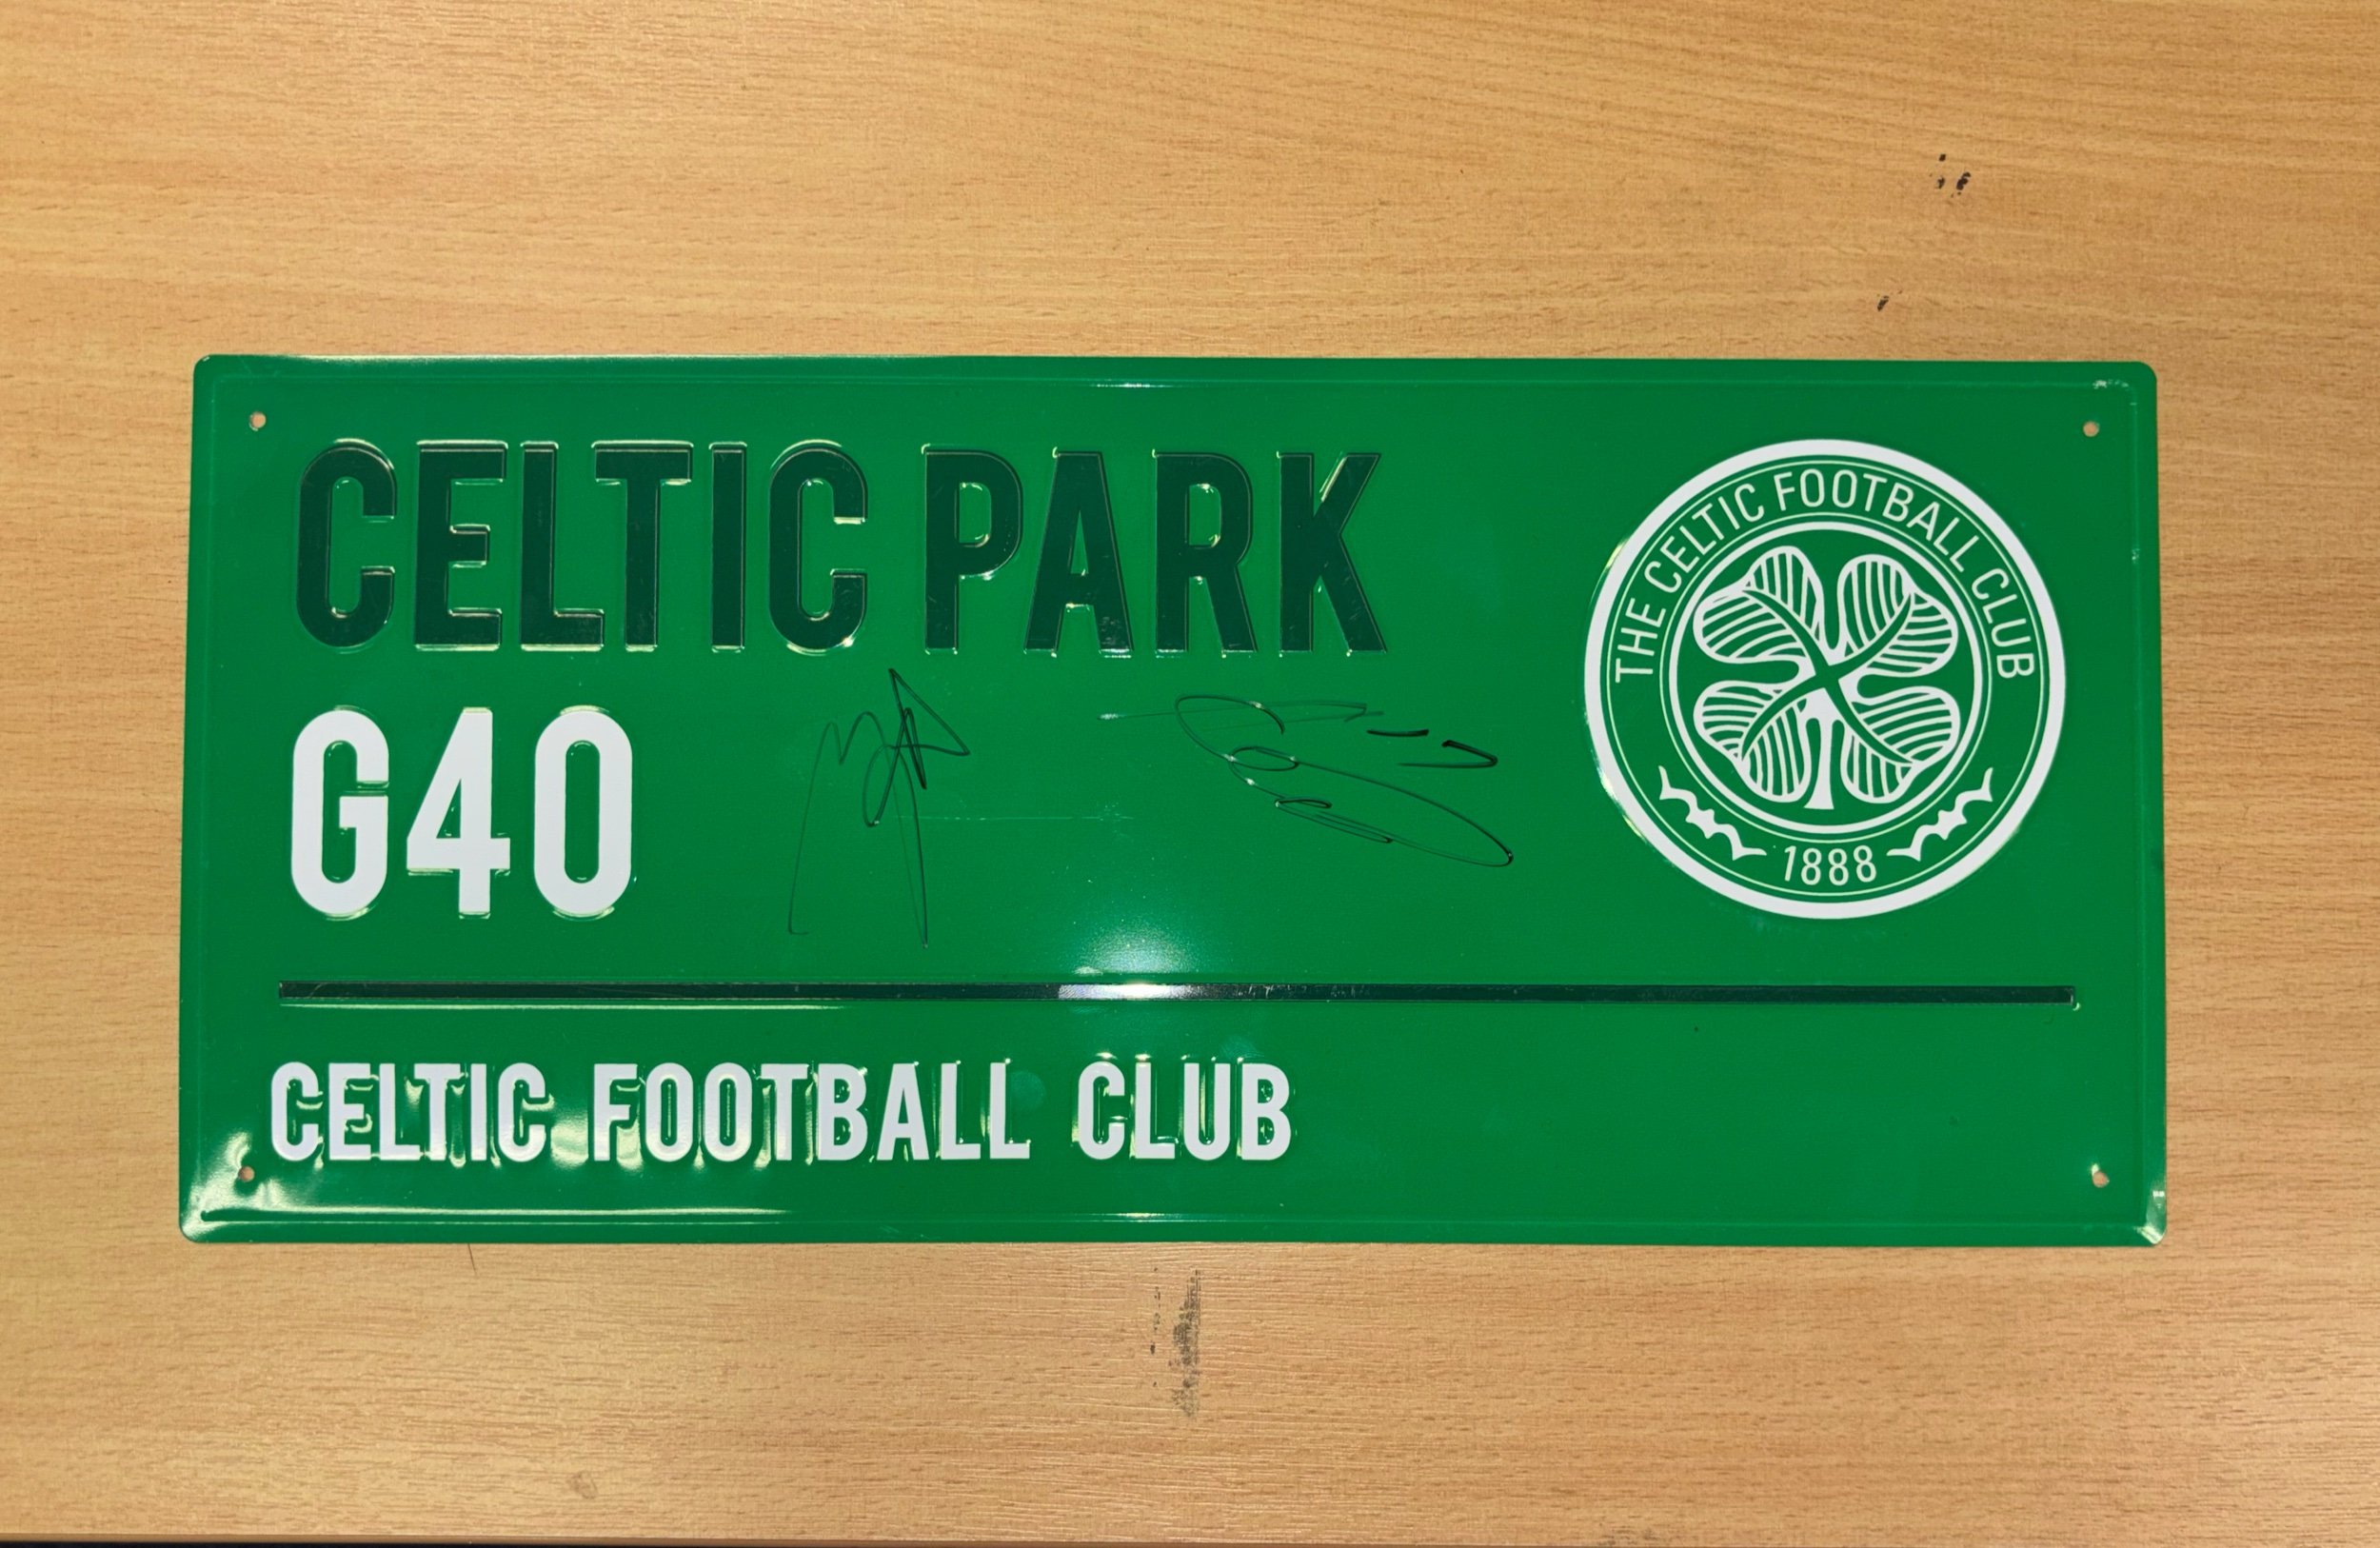 CELTIC PARK
G40
THE CELTIC FOOTBALL CLUB
1888
CELTIC FOOTBALL CLUB